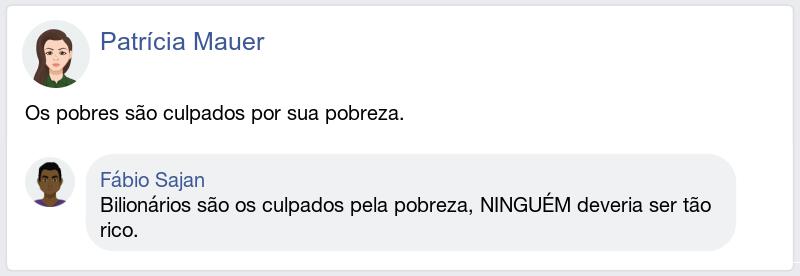 Patrícia Mauer
Os pobres são culpados por sua pobreza.
Fábio Sajan
Bilionários são os culpados pela pobreza, NINGUÉM deveria ser tão
rico.